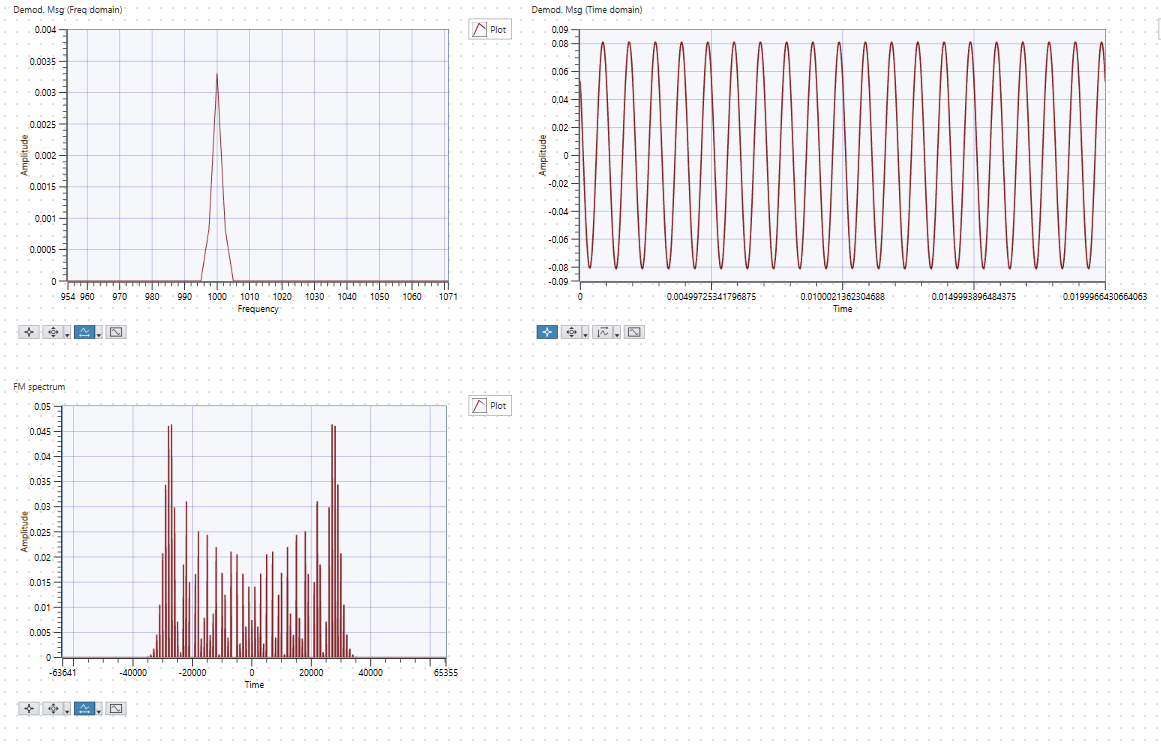 Demod. Msg (Freq domain)
Plot
0.004
0.0035
0.003
0.0025
0.002
0.0015
0.001
0.0005
0
Amplitude
954 960 970 980 990 1000 1010 1020 1030 1040 1050 1060 1071
Frequency
Demod. Msg (Time domain)
0.09
0.08
0.06
0.04
0.02
0
-0.02
-0.04
-0.06
-0.08
-0.09
Amplitude
0 0.00499725341796875 0.0100021362304688 0.0149993896484375 0.0199966430664063
Time
FM spectrum
Plot
0.05
0.045
0.04
0.035
0.03
0.025
0.02
0.015
0.01
0.005
0
Amplitude
-63641 -40000 -20000 0 20000 40000 65355
Time